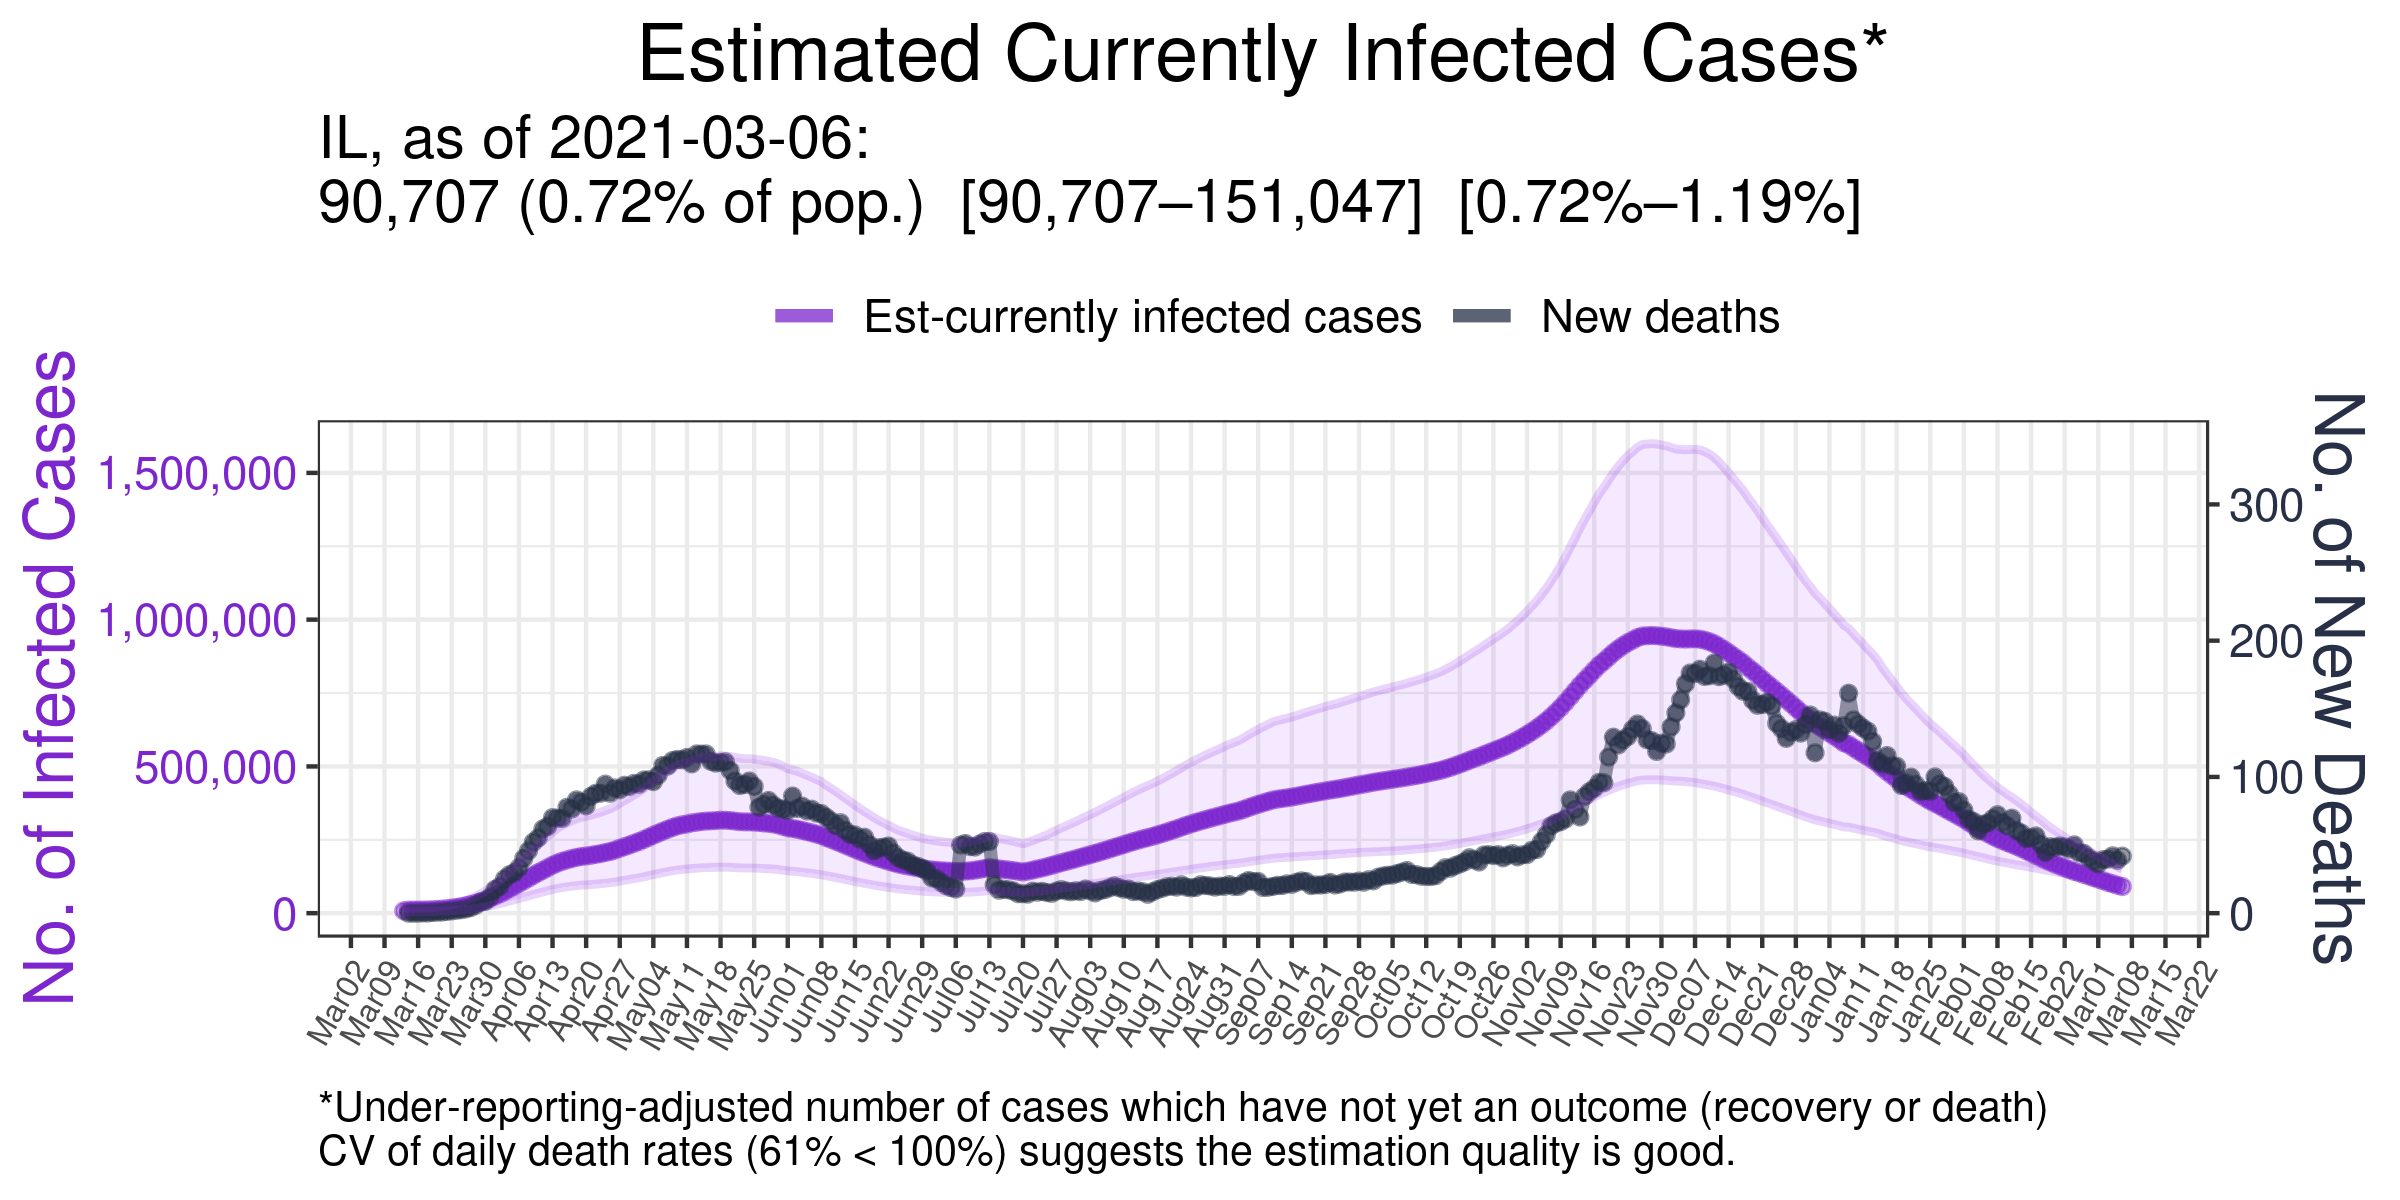 Estimated Currently Infected Cases*
IL, as of 2021-03-06:
90,707 (0.72% of pop.)  [90,707–151,047]  [0.72%–1.19%]
Est-currently infected cases
New deaths
No. of Infected Cases
1,500,000
1,000,000
500,000
0
300
200
100
0
No. of New Deaths
Mar02
Mar09
Mar16
Mar23
Mar30
Apr06
Apr13
Apr20
Apr27
May04
May11
May18
May25
Jun01
Jun08
Jun15
Jun22
Jun29
Jul06
Jul13
Jul20
Jul27
Aug03
Aug10
Aug17
Aug24
Aug31
Sep07
Sep14
Sep21
Sep28
Oct05
Oct12
Oct19
Oct26
Nov02
Nov09
Nov16
Nov23
Nov30
Dec07
Dec14
Dec21
Dec28
Jan04
Jan11
Jan18
Jan25
Feb01
Feb08
Feb15
Feb22
Mar01
Mar08
Mar15
Mar22
*Under-reporting-adjusted number of cases which have not yet an outcome (recovery or death)
CV of daily death rates (61% < 100%) suggests the estimation quality is good.